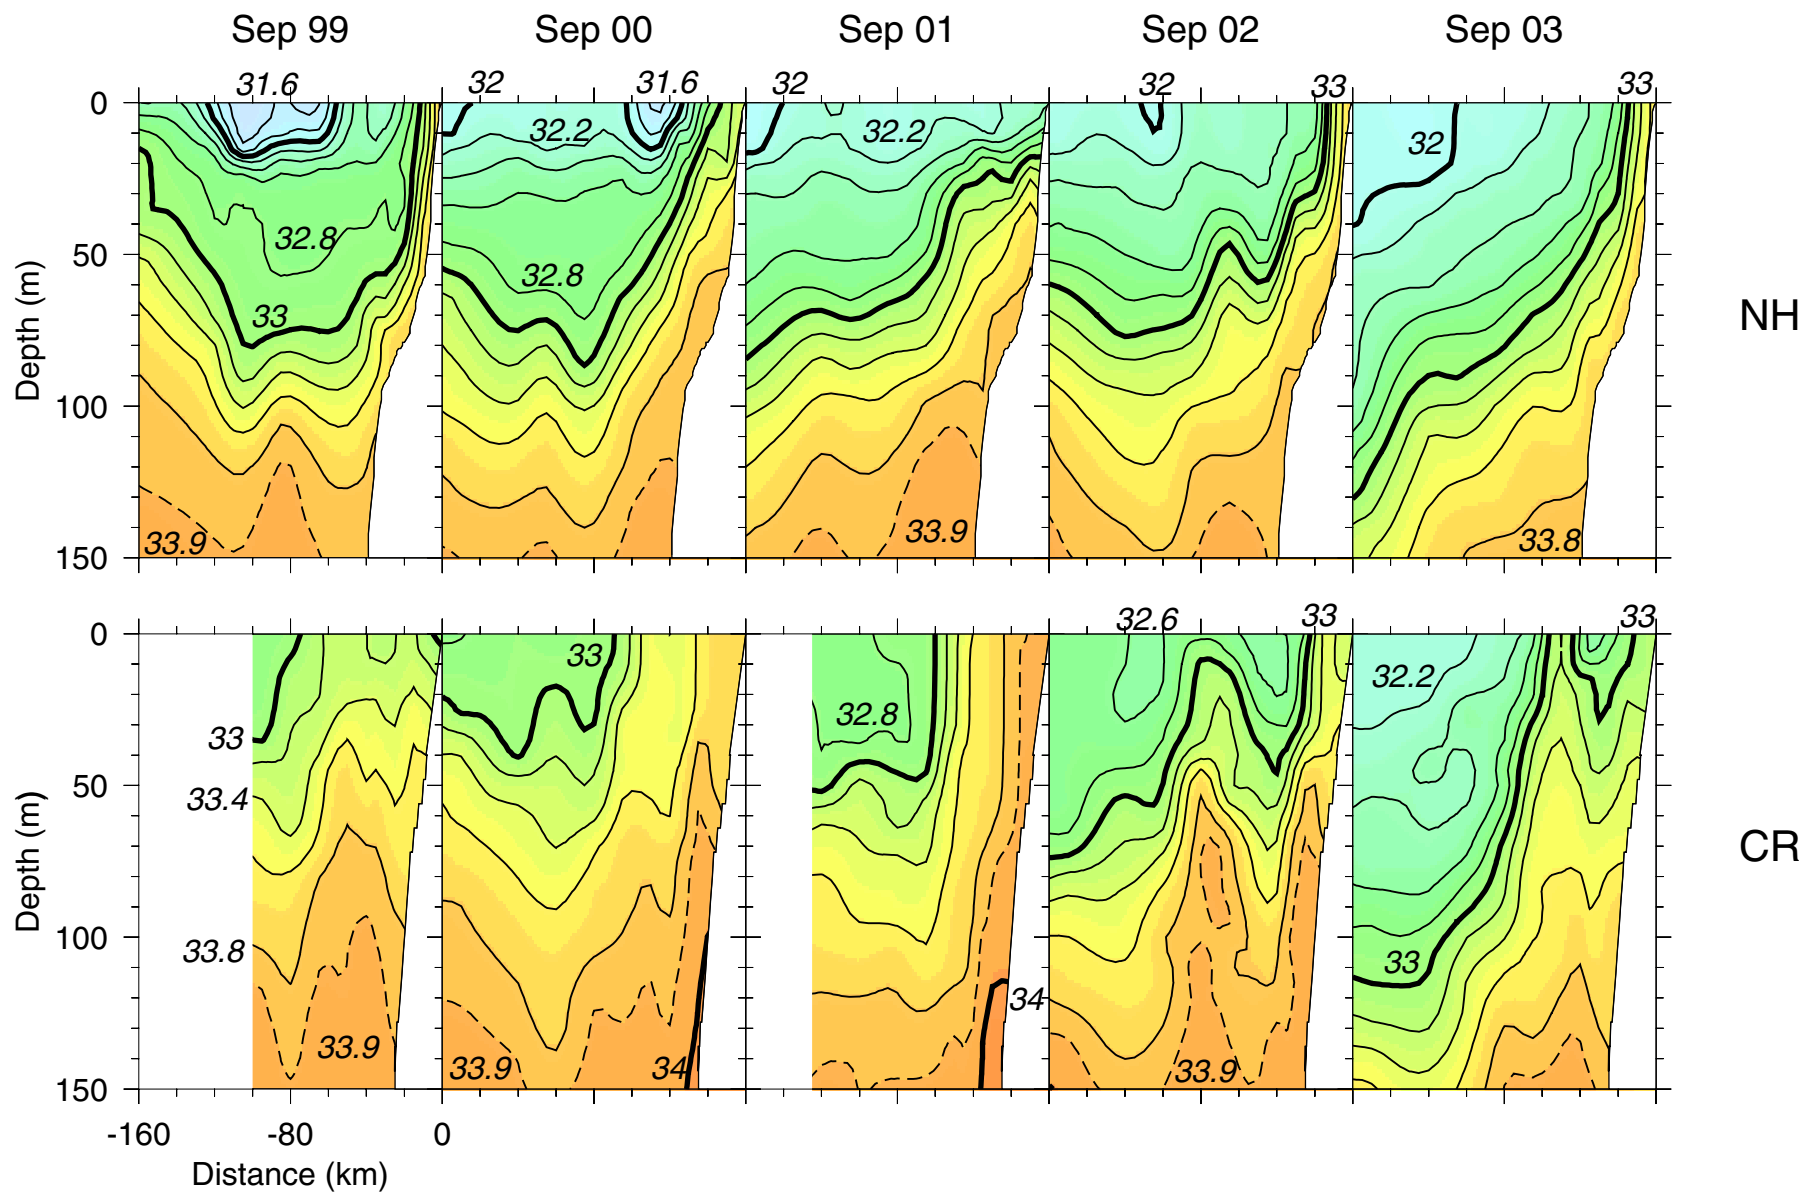 Sep 99 Sep 00 Sep 01 Sep 02 Sep 03
31.6 32 31.6 32 32 33 33
0
32.2 32.2 32
32.8
50
32.8
33
100
33.9 33.9 33.8
150
Depth (m)
NH
32.6 33 33
0
33 32.2
32.8
33
50
33.4
100
33.8 33
34
33.9 33.9 34 33.9
150
Depth (m)
CR
-160 -80 0
Distance (km)